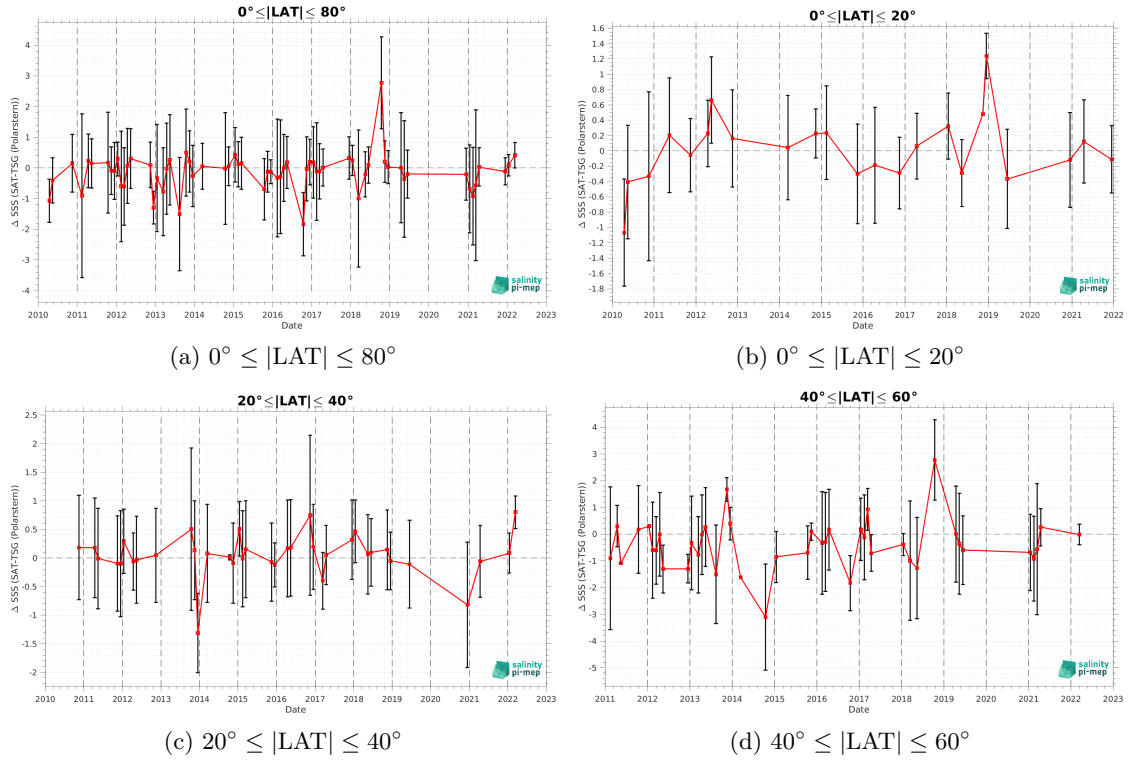 0°≤|LAT|≤ 80°
Δ SSS (SAT-TSG (Polarstern))
4
3
2
1
0
-1
-2
-3
-4
2010 2011 2012 2013 2014 2015 2016 2017 2018 2019 2020 2021 2022 2023
Date
salinity
pi-mep
(a) 0° ≤ |LAT| ≤ 80°
0°≤|LAT|≤ 20°
Δ SSS (SAT-TSG (Polarstern))
1.6
1.4
1.2
1
0.8
0.6
0.4
0.2
0
-0.2
-0.4
-0.6
-0.8
-1
-1.2
-1.4
-1.6
-1.8
2010 2011 2012 2013 2014 2015 2016 2017 2018 2019 2020 2021 2022
Date
salinity
pi-mep
(b) 0° ≤ |LAT| ≤ 20°
20°≤|LAT|≤ 40°
Δ SSS (SAT-TSG (Polarstern))
2.5
2
1.5
1
0.5
0
-0.5
-1
-1.5
-2
2010 2011 2012 2013 2014 2015 2016 2017 2018 2019 2020 2021 2022 2023
Date
salinity
pi-mep
(c) 20° ≤ |LAT| ≤ 40°
40°≤|LAT|≤ 60°
Δ SSS (SAT-TSG (Polarstern))
4
3
2
1
0
-1
-2
-3
-4
-5
2011 2012 2013 2014 2015 2016 2017 2018 2019 2020 2021 2022 2023
Date
salinity
pi-mep
(d) 40° ≤ |LAT| ≤ 60°